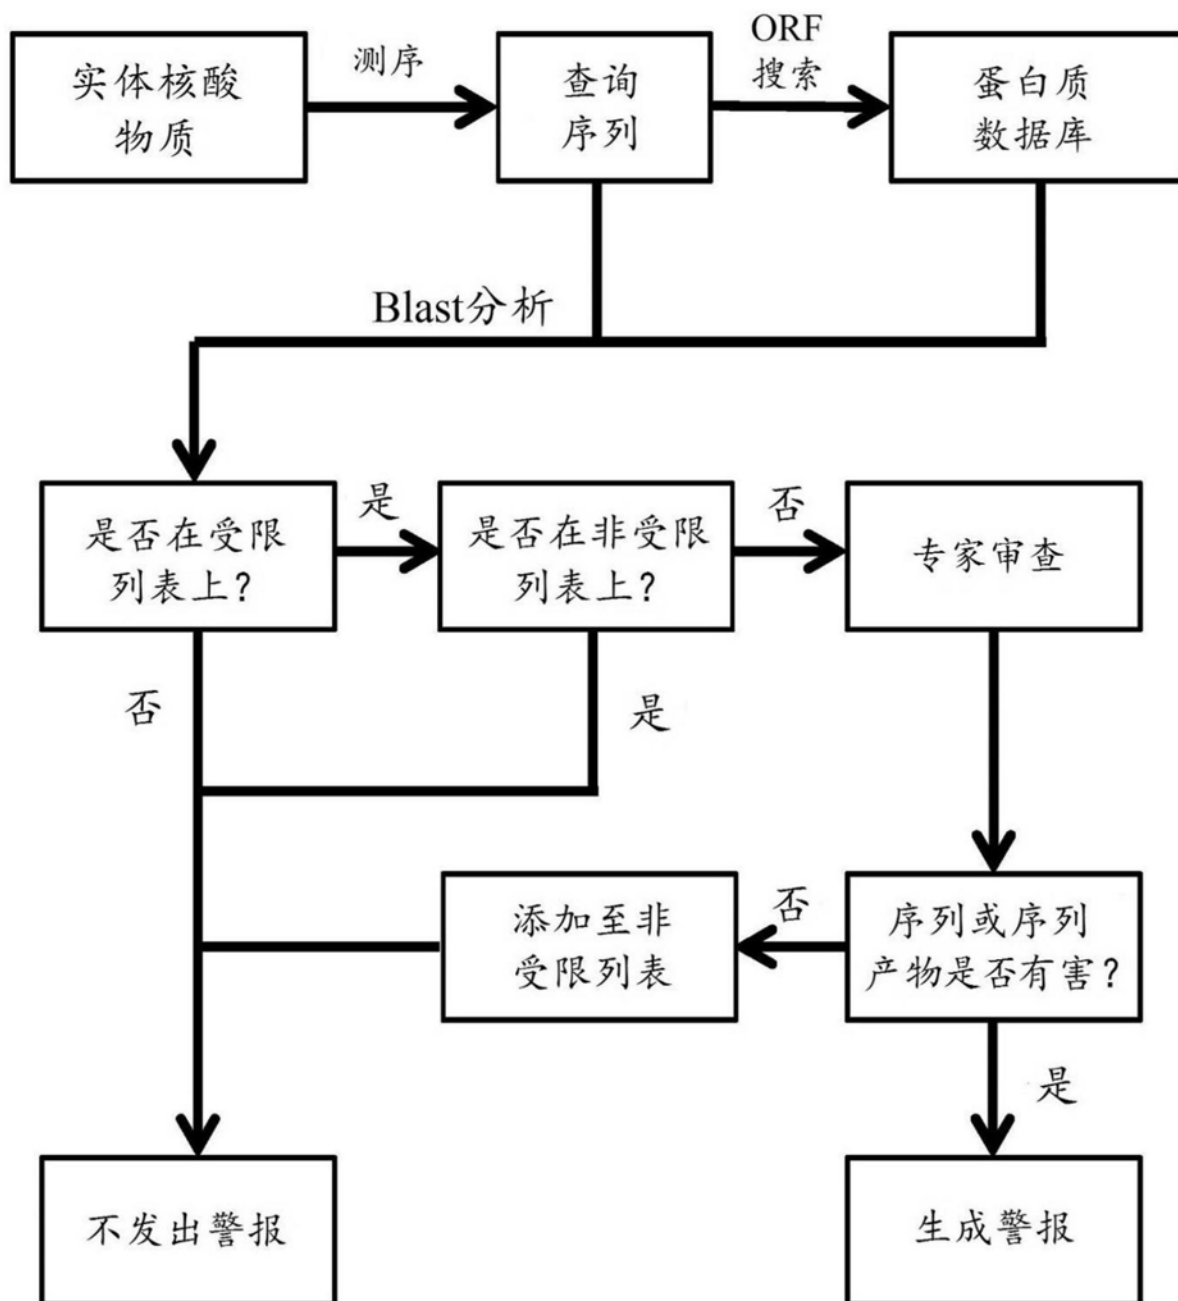 实体核酸
物质
测序
查询
序列
ORF
搜索
蛋白质
数据库
Blast分析
是否在受限
列表上?
是
是否在非受限
列表上?
否
专家审查
否
是
添加至非
受限列表
否
序列或序列
产物是否有害?
是
不发出警报
生成警报